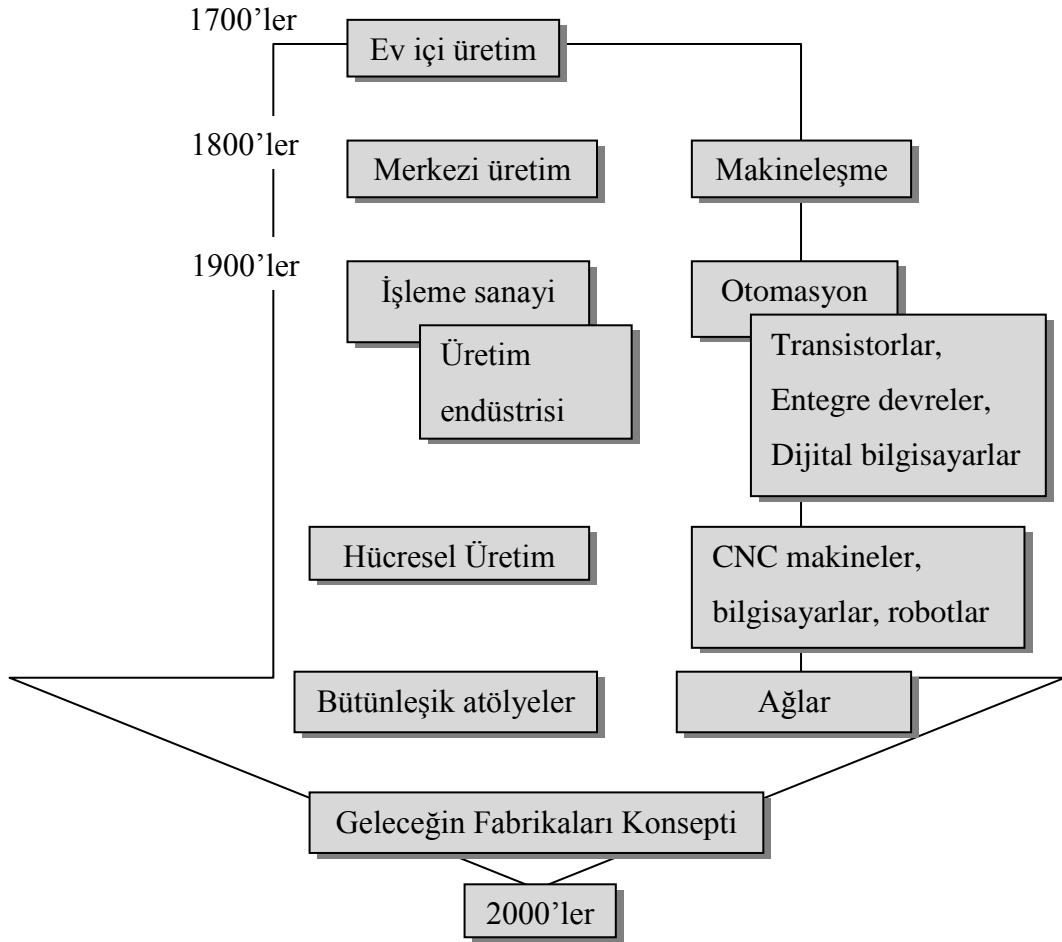 1700’ler
Ev içi üretim
1800’ler
Merkezi üretim
Makineleşme
1900’ler
İşleme sanayi
Otomasyon
Üretim
endüstrisi
Transistorlar,
Entegre devreler,
Dijital bilgisayarlar
Hücresel Üretim
CNC makineler,
bilgisayarlar, robotlar
Bütünleşik atölyeler
Ağlar
Geleceğin Fabrikaları Konsepti
2000’ler